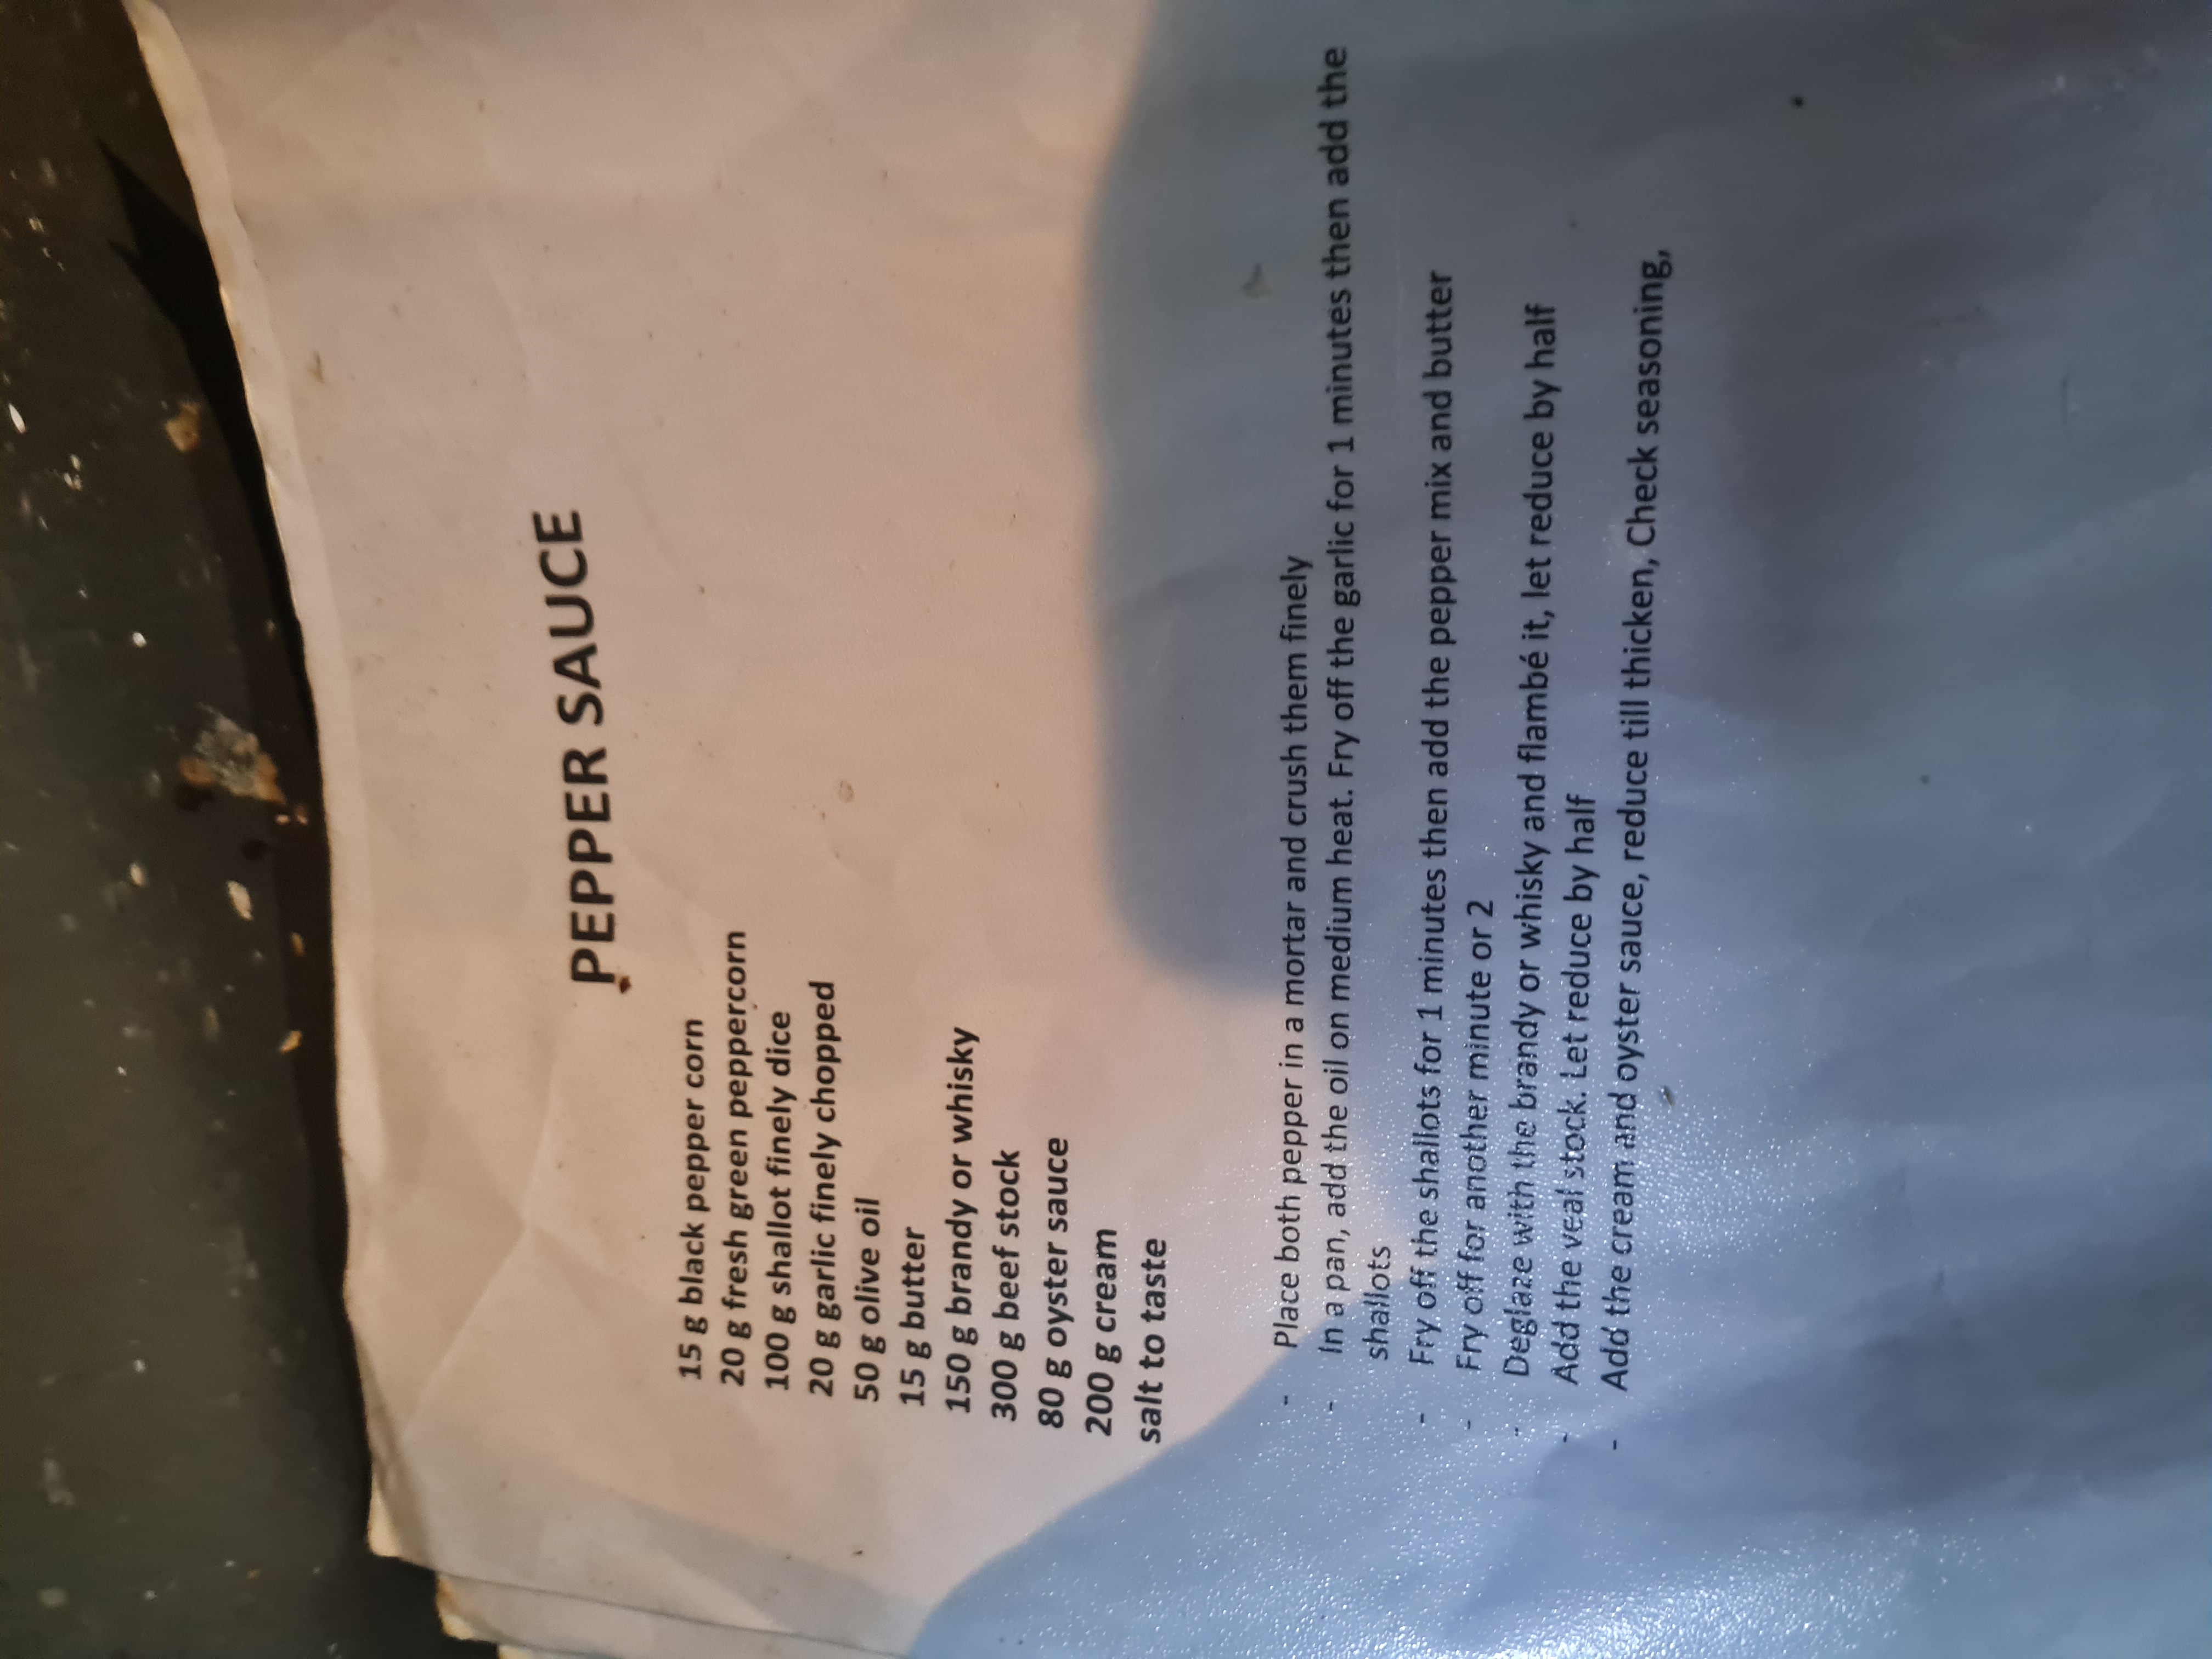 PEPPER SAUCE
15 g black pepper corn
20 g fresh green peppercorn
100 g shallot finely dice
20 g garlic finely chopped
50 g olive oil
15 g butter
150 g brandy or whisky
300 g beef stock
80 g oyster sauce
200 g cream
salt to taste
- Place both pepper in a mortar and crush them finely
- In a pan, add the oil on medium heat. Fry off the garlic for 1 minutes then add the
shallots
- Fry off the shallots for 1 minutes then add the pepper mix and butter
- Fry off for another minute or 2
- Deglaze with the brandy or whisky and flambé it, let reduce by half
- Add the veal stock. Let reduce by half
- Add the cream and oyster sauce, reduce till thicken, Check seasoning,